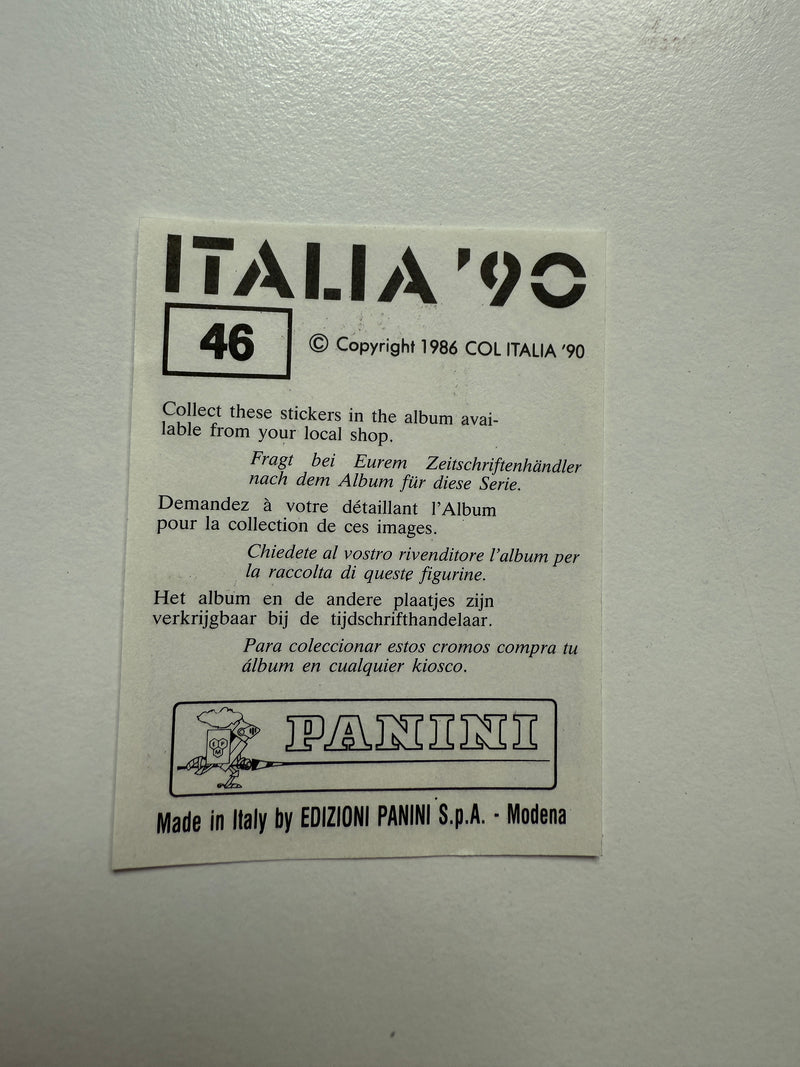 ITALIA '90
46
© Copyright 1986 COL ITALIA '90
Collect these stickers in the album avai-
lable from your local shop.
Fragt bei Eurem Zeitschriftenhändler
nach dem Album für diese Serie.
Demandez à votre détaillant l'Album
pour la collection de ces images.
Chiedete al vostro rivenditore l'album per
la raccolta di queste figurine.
Het album en de andere plaatjes zijn
verkrijgbaar bij de tijdschrifthandelaar.
Para coleccionar estos cromos compra tu
álbum en cualquier kiosco.
PANINI
Made in Italy by EDIZIONI PANINI S.p.A. - Modena